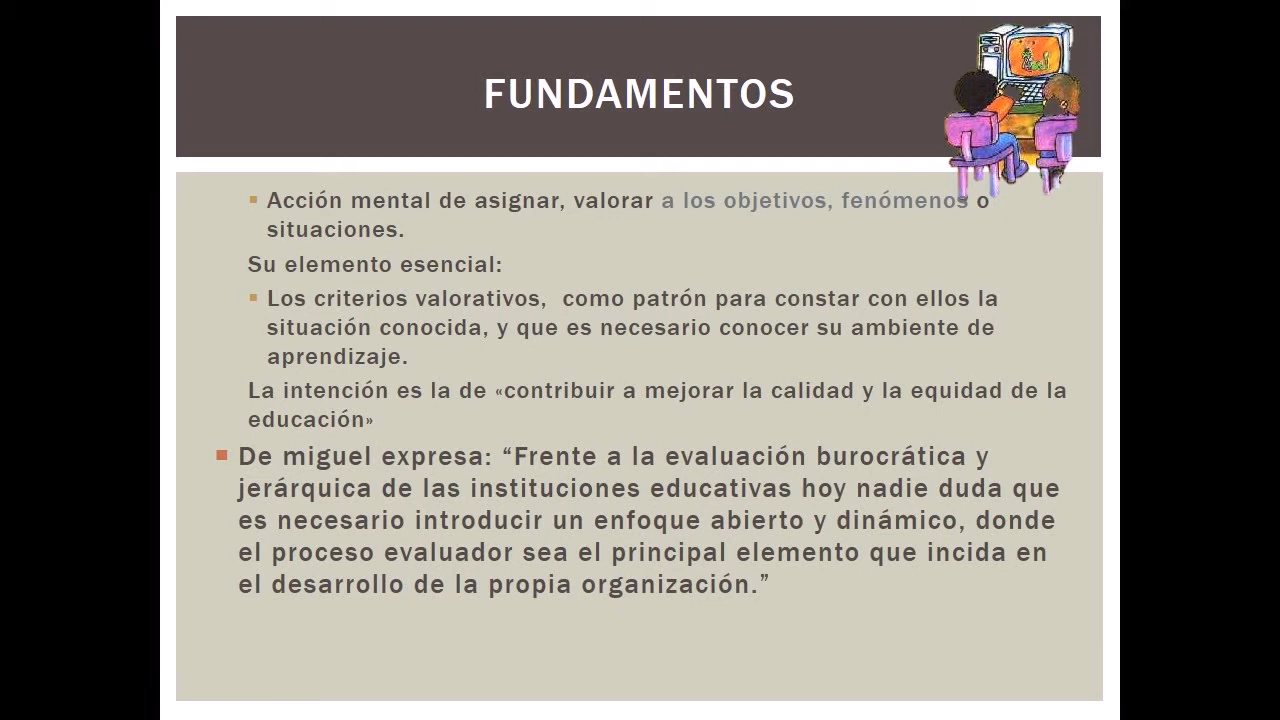 FUNDAMENTOS
▪ Acción mental de asignar, valorar a los objetivos, fenómenos o
situaciones.
Su elemento esencial:
▪ Los criterios valorativos,  como patrón para constar con ellos la
situación conocida, y que es necesario conocer su ambiente de
aprendizaje.
La intención es la de «contribuir a mejorar la calidad y la equidad de la
educación»
▪ De miguel expresa: “Frente a la evaluación burocrática y
jerárquica de las instituciones educativas hoy nadie duda que
es necesario introducir un enfoque abierto y dinámico, donde
el proceso evaluador sea el principal elemento que incida en
el desarrollo de la propia organización.”